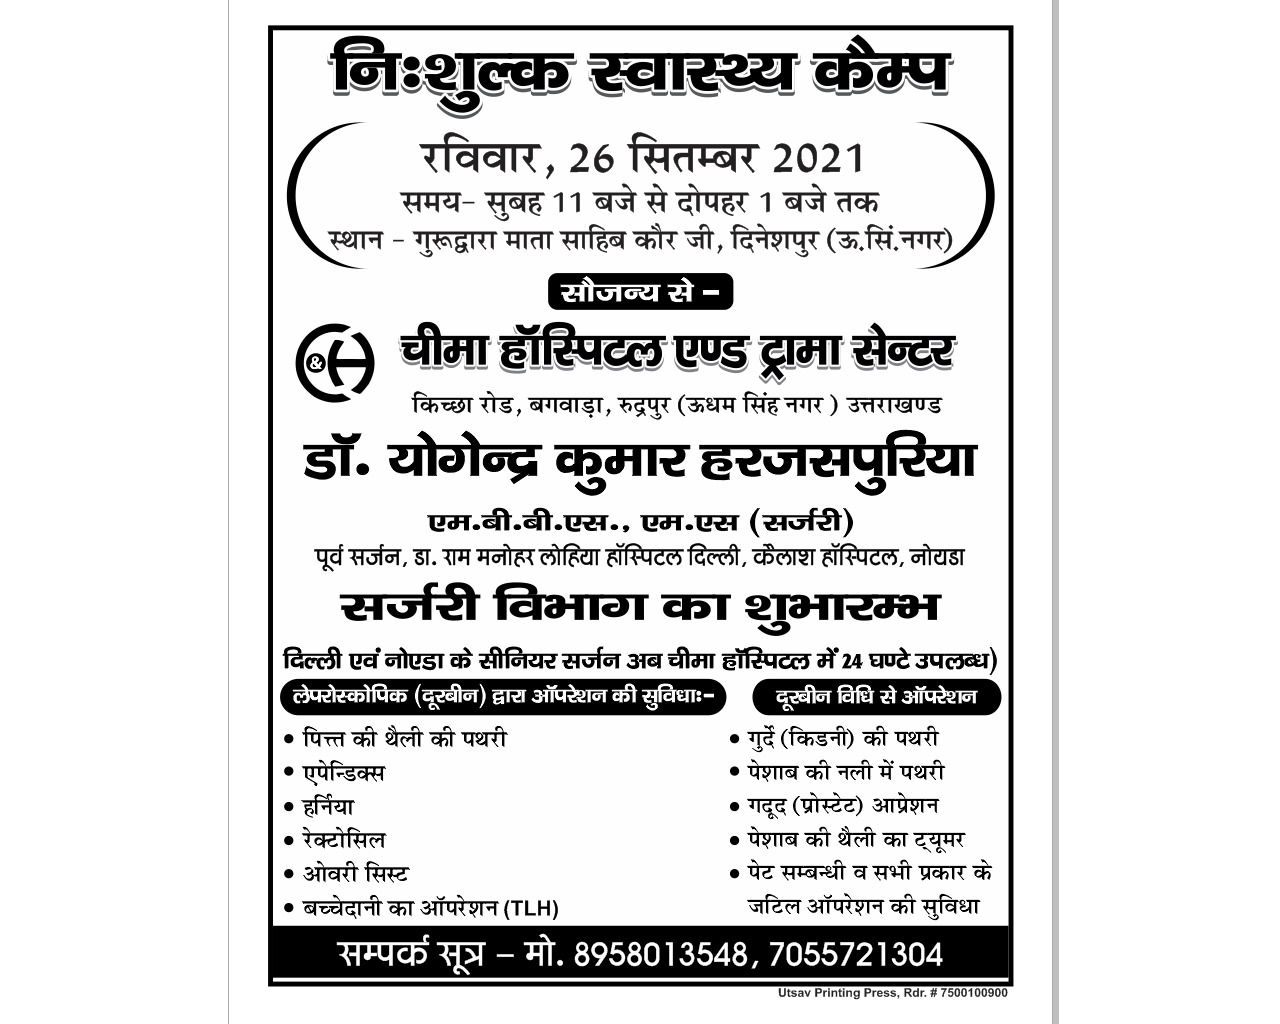 निःशुल्क स्वास्थ्य कैम्प
रविवार, 26 सितम्बर 2021
समय- सुबह 11 बजे से दोपहर 1 बजे तक
स्थान - गुरूद्वारा माता साहिब कौर जी, दिनेशपुर (ऊ.सिं.नगर)
सौजन्य से -
& CH चीमा हॉस्पिटल एण्ड ट्रामा सेन्टर
किच्छा रोड, बगवाड़ा, रुद्रपुर (ऊधम सिंह नगर ) उत्तराखण्ड
डॉ. योगेन्द्र कुमार हरजसपुरिया
एम.बी.बी.एस., एम.एस (सर्जरी)
पूर्व सर्जन, डा. राम मनोहर लोहिया हॉस्पिटल दिल्ली, कैलाश हॉस्पिटल, नोयडा
सर्जरी विभाग का शुभारम्भ
दिल्ली एवं नोएडा के सीनियर सर्जन अब चीमा हॉस्पिटल में 24 घण्टे उपलब्ध)
लेपरोस्कोपिक (दूरबीन) द्वारा ऑपरेशन की सुविधाः-
• पित्त की थैली की पथरी
• एपेन्डिक्स
• हर्निया
• रेक्टोसिल
• ओवरी सिस्ट
• बच्चेदानी का ऑपरेशन (TLH)
दूरबीन विधि से ऑपरेशन
• गुर्दे (किडनी) की पथरी
• पेशाब की नली में पथरी
• गदूद (प्रोस्टेट) आप्रेशन
• पेशाब की थैली का ट्यूमर
• पेट सम्बन्धी व सभी प्रकार के
जटिल ऑपरेशन की सुविधा
सम्पर्क सूत्र - मो. 8958013548, 7055721304
Utsav Printing Press, Rdr. # 7500100900